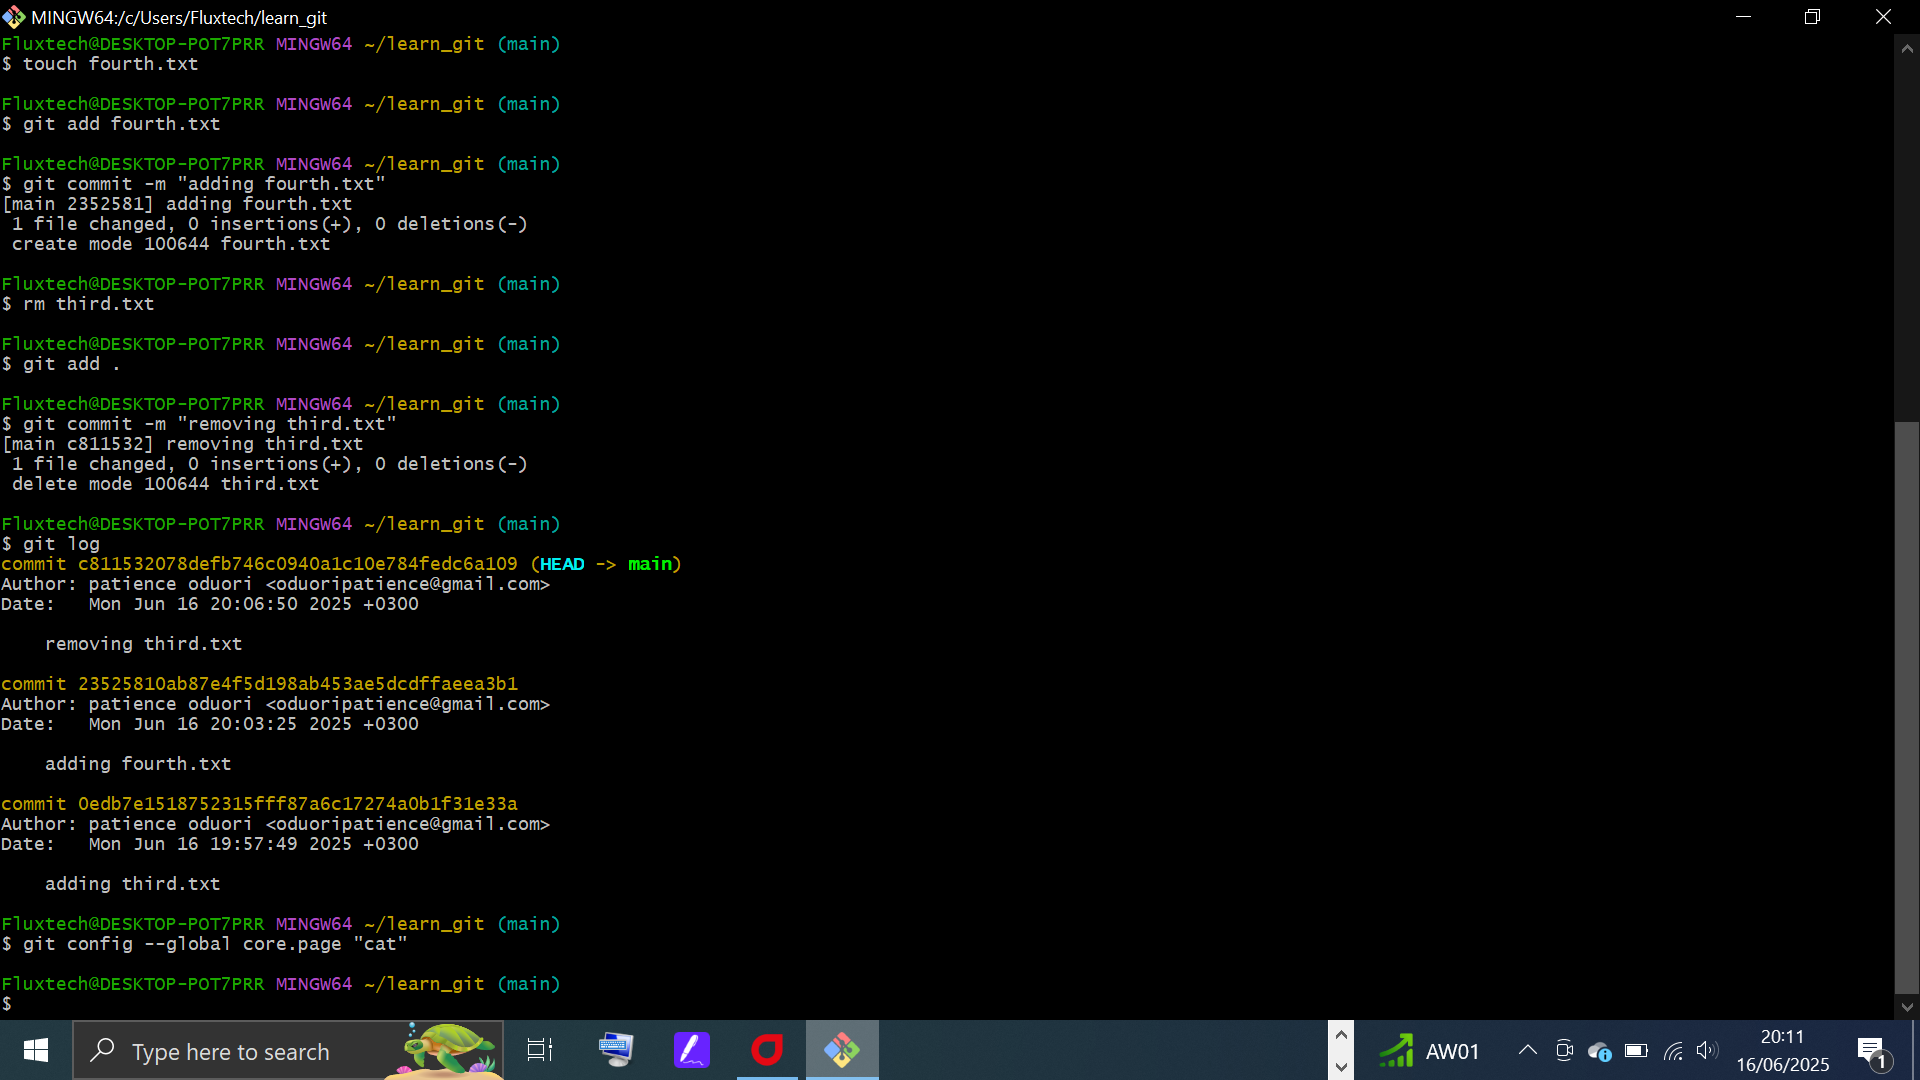 MINGW64:/c/Users/Fluxtech/learn_git
Fluxtech@DESKTOP-POT7PRR MINGW64 ~/learn_git (main)
$ touch fourth.txt
Fluxtech@DESKTOP-POT7PRR MINGW64 ~/learn_git (main)
$ git add fourth.txt
Fluxtech@DESKTOP-POT7PRR MINGW64 ~/learn_git (main)
$ git commit -m "adding fourth.txt"
[main 2352581] adding fourth.txt
 1 file changed, 0 insertions(+), 0 deletions(-)
 create mode 100644 fourth.txt
Fluxtech@DESKTOP-POT7PRR MINGW64 ~/learn_git (main)
$ rm third.txt
Fluxtech@DESKTOP-POT7PRR MINGW64 ~/learn_git (main)
$ git add .
Fluxtech@DESKTOP-POT7PRR MINGW64 ~/learn_git (main)
$ git commit -m "removing third.txt"
[main c811532] removing third.txt
 1 file changed, 0 insertions(+), 0 deletions(-)
 delete mode 100644 third.txt
Fluxtech@DESKTOP-POT7PRR MINGW64 ~/learn_git (main)
$ git log
commit c811532078defb746c0940a1c10e784fedc6a109 (HEAD -> main)
Author: patience oduori <oduoripatience@gmail.com>
Date:   Mon Jun 16 20:06:50 2025 +0300
    removing third.txt
commit 23525810ab87e4f5d198ab453ae5dcdffaeea3b1
Author: patience oduori <oduoripatience@gmail.com>
Date:   Mon Jun 16 20:03:25 2025 +0300
    adding fourth.txt
commit 0edb7e1518752315fff87a6c17274a0b1f31e33a
Author: patience oduori <oduoripatience@gmail.com>
Date:   Mon Jun 16 19:57:49 2025 +0300
    adding third.txt
Fluxtech@DESKTOP-POT7PRR MINGW64 ~/learn_git (main)
$ git config --global core.page "cat"
Fluxtech@DESKTOP-POT7PRR MINGW64 ~/learn_git (main)
$
Type here to search
AW01
20:11
16/06/2025
1